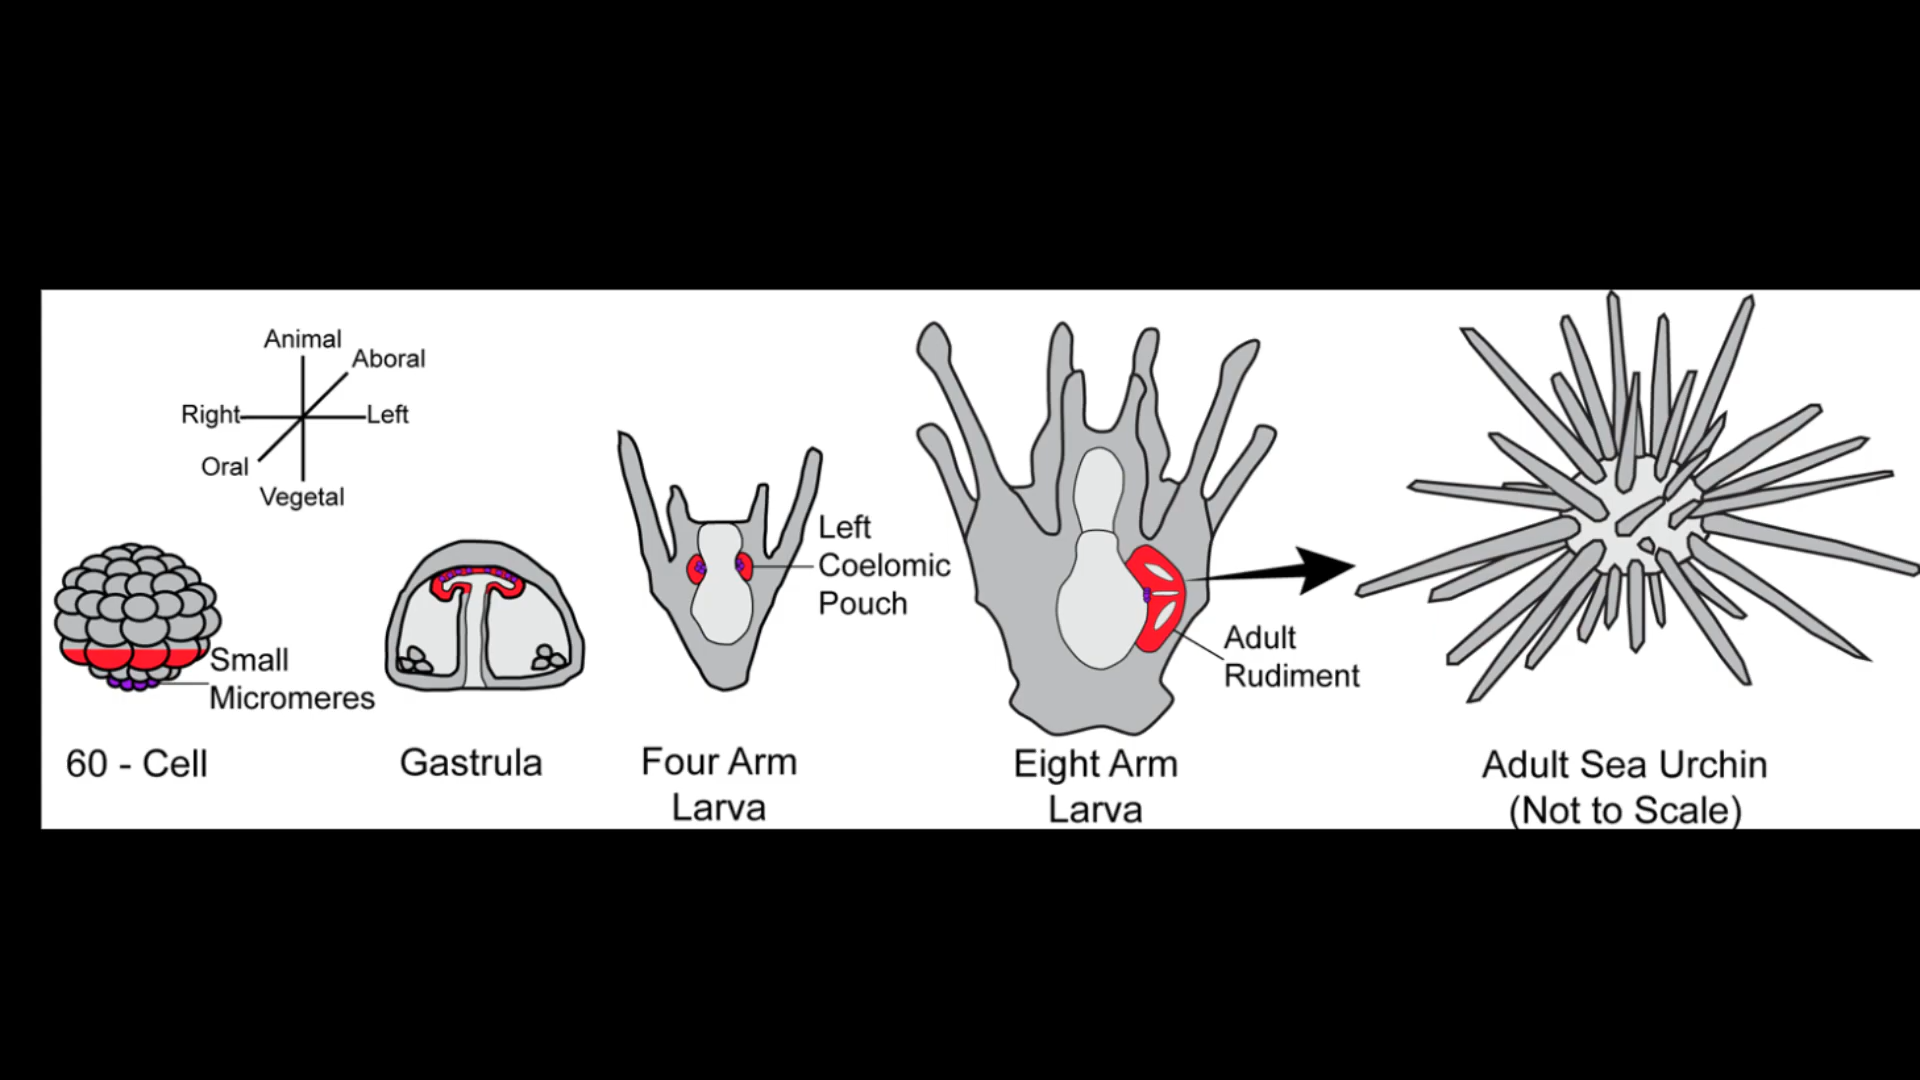 Animal
Aboral
Right
Left
Oral
Vegetal
Small
Micromeres
Left
Coelomic
Pouch
Adult
Rudiment
60 - Cell
Gastrula
Four Arm
Larva
Eight Arm
Larva
Adult Sea Urchin
(Not to Scale)